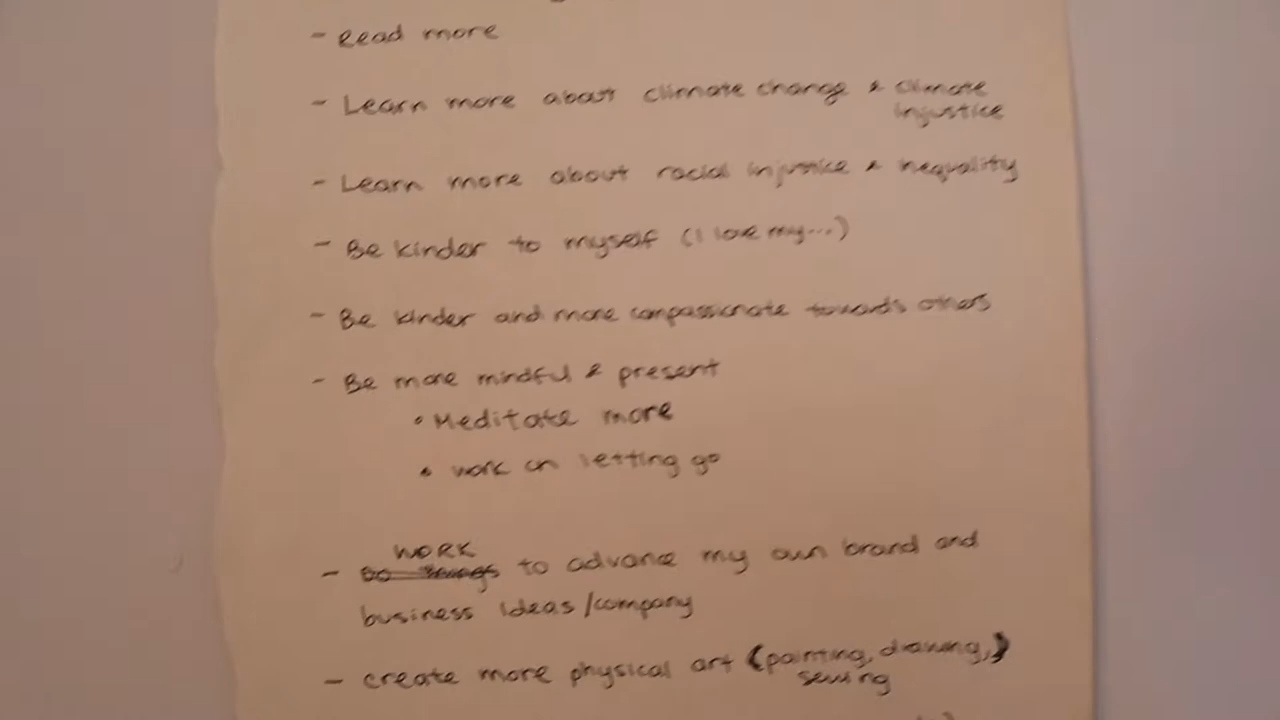 - Read more
- Learn more about climate change & climate
injustice
- Learn more about racial injustice & inequality
- Be kinder to myself (I love my...)
- Be kinder and more compassionate towards others
- Be more mindful & present
• Meditate more
• work on letting go
WORK
- Do things to advance my own brand and
business ideas/company
- create more physical art (painting, drawing,)
sewing